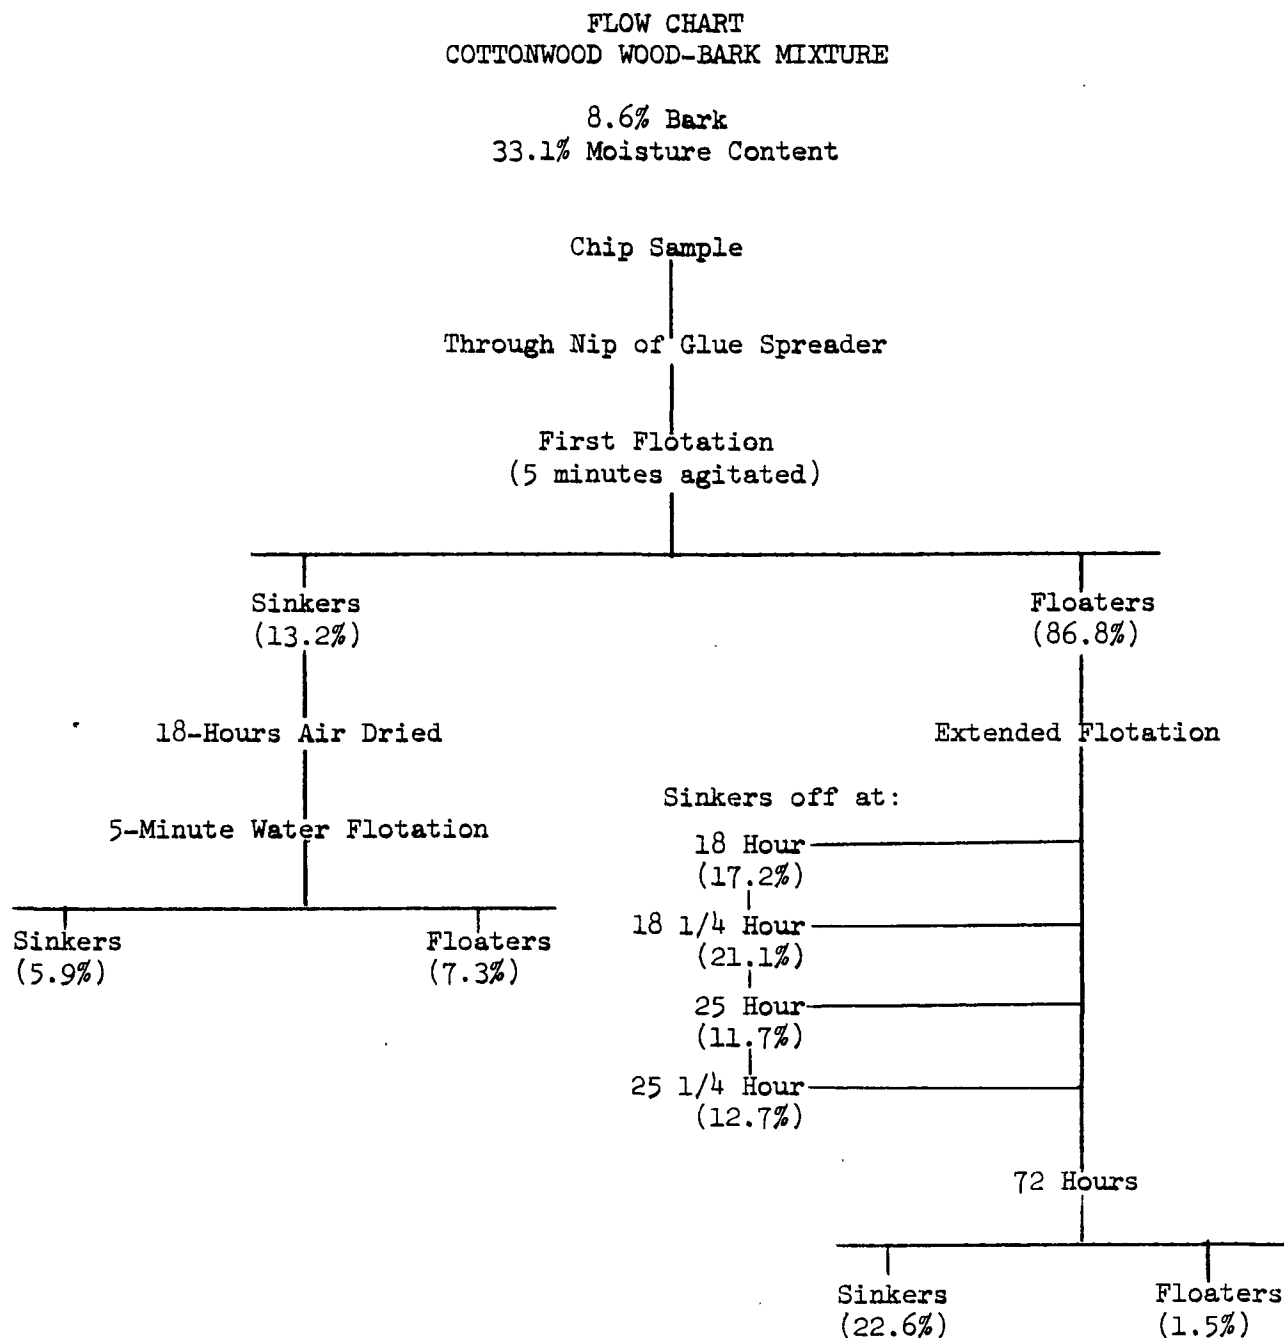 FLOW CHART
COTTONWOOD WOOD-BARK MIXTURE
8.6% Bark
33.1% Moisture Content
Chip Sample
Through Nip of Glue Spreader
First Flotation
(5 minutes agitated)
Sinkers
(13.2%)
18-Hours Air Dried
5-Minute Water Flotation
Sinkers
(5.9%)
Floaters
(7.3%)
Floaters
(86.8%)
Extended Flotation
Sinkers off at:
18 Hour
(17.2%)
18 1/4 Hour
(21.1%)
25 Hour
(11.7%)
25 1/4 Hour
(12.7%)
72 Hours
Sinkers
(22.6%)
Floaters
(1.5%)